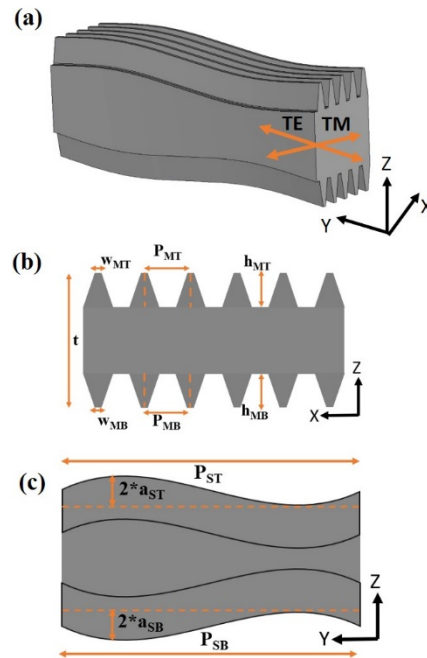 (a)
TE TM
Z
X
Y
(b)
w_MT P_MT h_MT
t
w_MB P_MB h_MB
Z
X
P_ST
(c)
2*a_ST
Z
2*a_SB
Y
P_SB